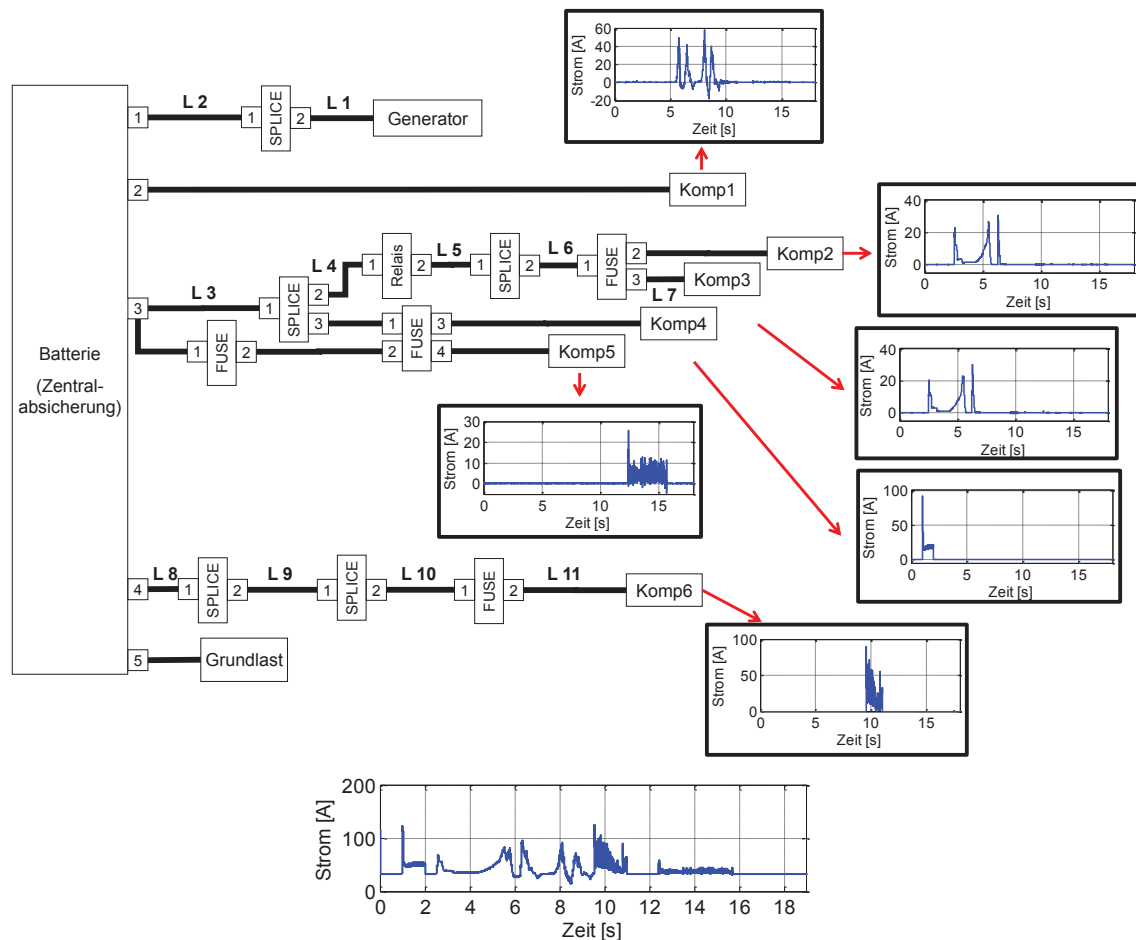 60
40
20
0
-20
Strom [A]
0 5 10 15
Zeit [s]
L 2
L 1
1
1
SPLICE
2
Generator
2
Komp1
40
20
0
Strom [A]
0 5 10 15
Zeit [s]
L 4
L 5
L 6
1
Relais
2
1
SPLICE
2
1
FUSE
2
3
Komp2
Komp3
L 7
L 3
3
1
SPLICE
2
3
1
FUSE
3
Komp4
1
FUSE
2
2
4
Komp5
Batterie
(Zentral-
absicherung)
40
20
0
Strom [A]
0 5 10 15
Zeit [s]
30
20
10
0
Strom [A]
0 5 10 15
Zeit [s]
100
50
0
Strom [A]
0 5 10 15
Zeit [s]
L 8
L 9
L 10
L 11
4
1
SPLICE
2
1
SPLICE
2
1
FUSE
2
Komp6
5
Grundlast
100
50
0
Strom [A]
0 5 10 15
Zeit [s]
200
100
0
Strom [A]
0 2 4 6 8 10 12 14 16 18
Zeit [s]